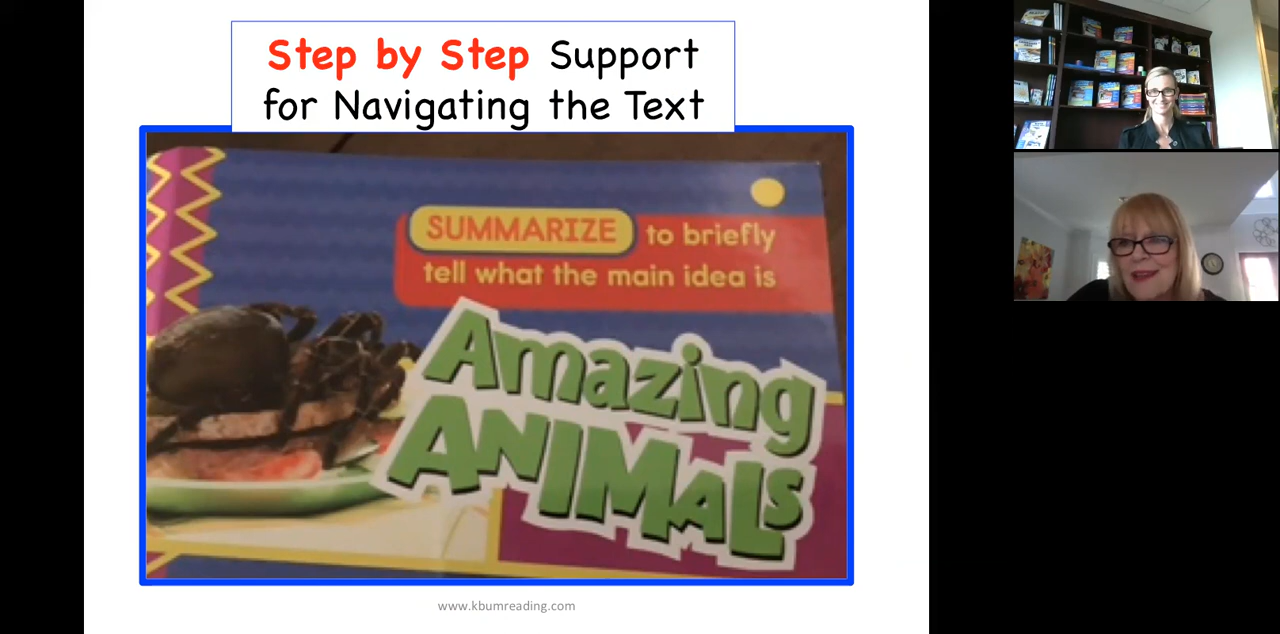 Step by Step Support
for Navigating the Text
SUMMARIZE to briefly
tell what the main idea is
Amazing
ANIMALS
www.kbumreading.com